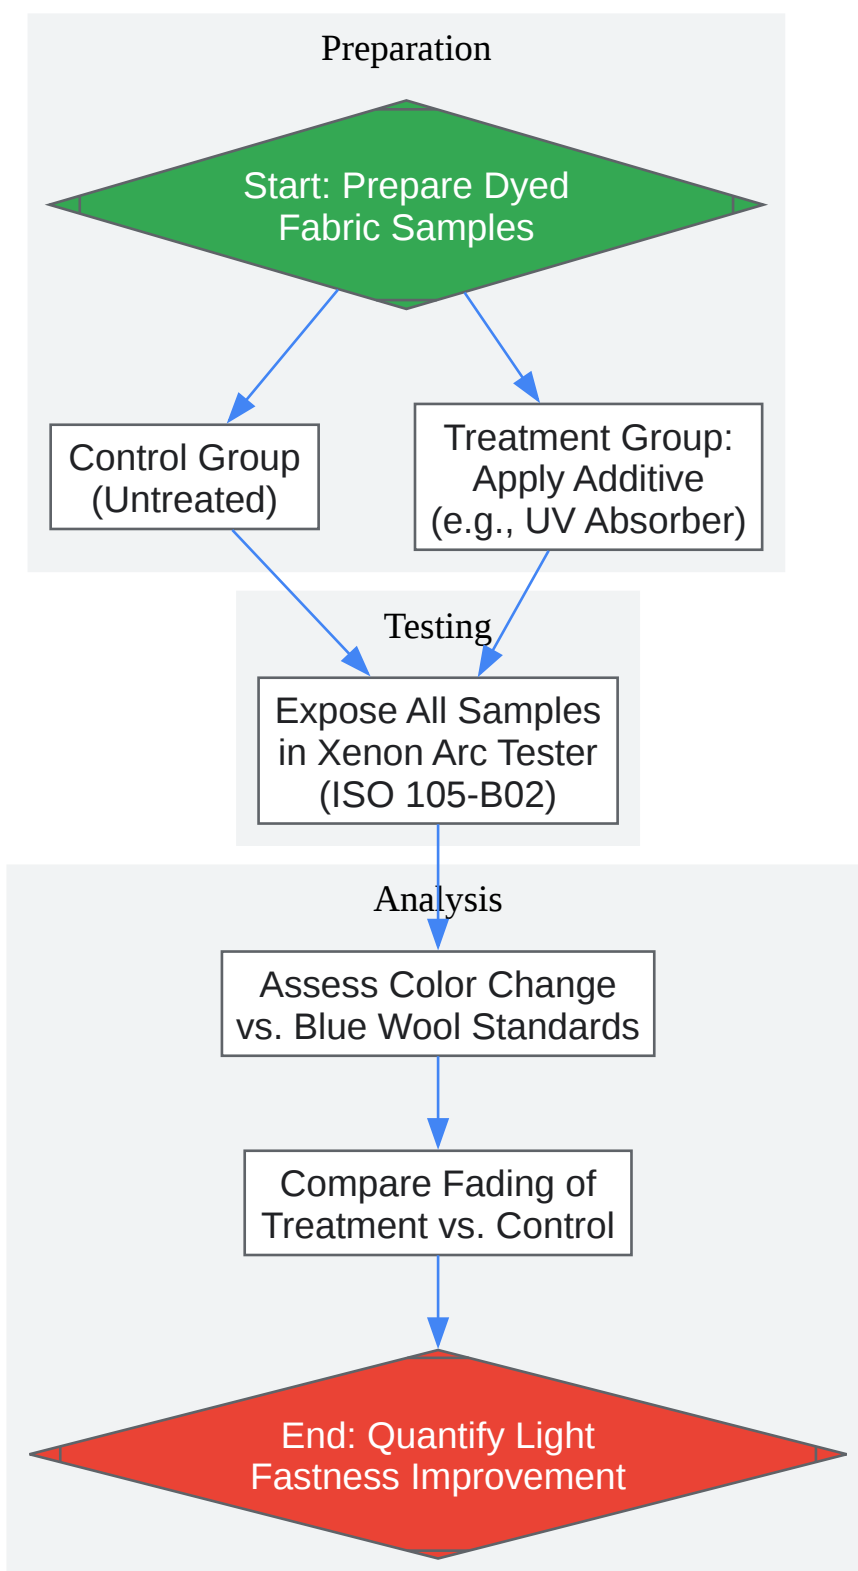 Preparation
Start: Prepare Dyed
Fabric Samples
Control Group
(Untreated)
Treatment Group:
Apply Additive
(e.g., UV Absorber)
Testing
Expose All Samples
in Xenon Arc Tester
(ISO 105-B02)
Analysis
Assess Color Change
vs. Blue Wool Standards
Compare Fading of
Treatment vs. Control
End: Quantify Light
Fastness Improvement